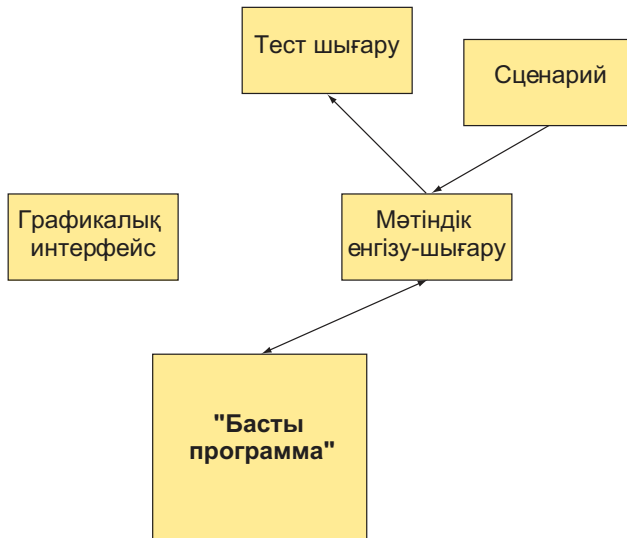 Тест шығару
Сценарий
Графикалық
интерфейс
Мәтіндік
енгізу-шығару
"Басты
программа"